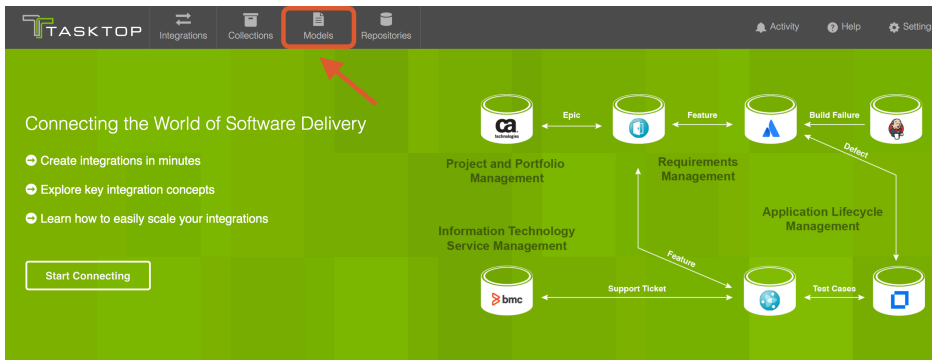 TASKTOP
Integrations
Collections
Models
Repositories
Activity
Help
Setting
Connecting the World of Software Delivery
Create integrations in minutes
Explore key integration concepts
Learn how to easily scale your integrations
Start Connecting
ca
technologies
Epic
Feature
Build Failure
Defect
Project and Portfolio
Management
Requirements
Management
Application Lifecycle
Management
Information Technology
Service Management
Feature
bmc
Support Ticket
Test Cases